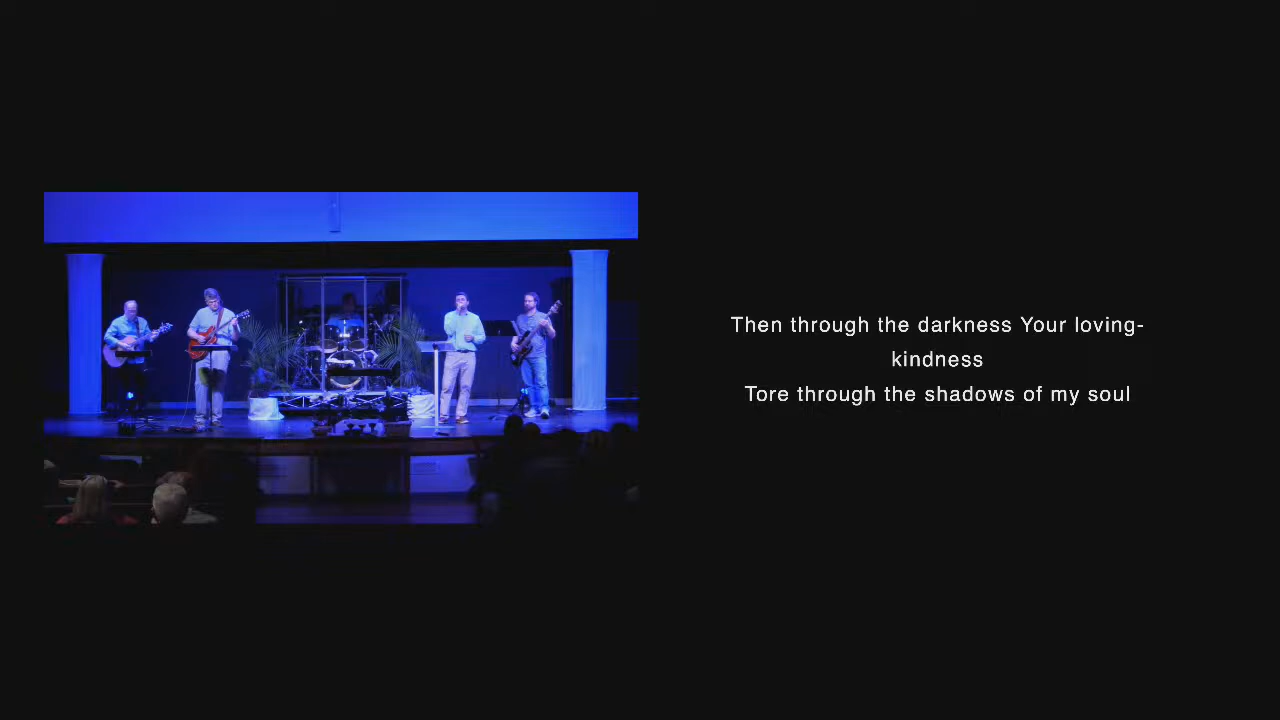 Then through the darkness Your loving-
kindness
Tore through the shadows of my soul